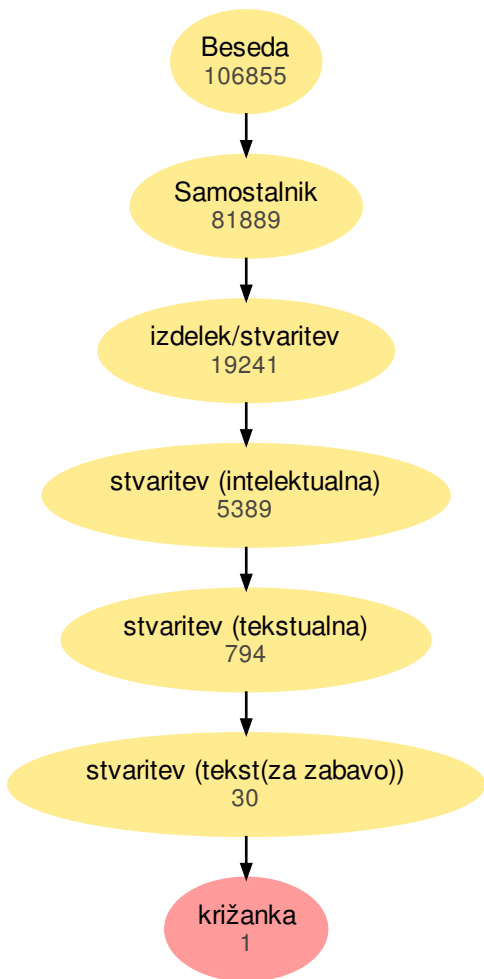 Beseda
106855
Samostalnik
81889
izdelek/stvaritev
19241
stvaritev (intelektualna)
5389
stvaritev (tekstualna)
794
stvaritev (tekst(za zabavo))
30
križanka
1